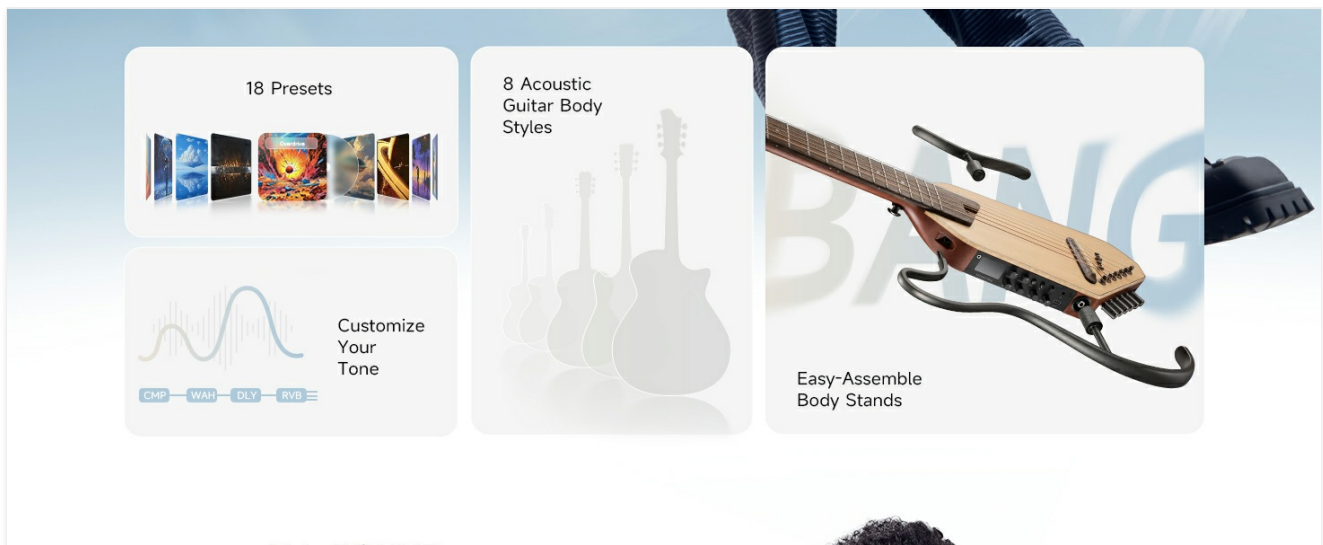 18 Presets
Overdrive
Customize
Your
Tone
CMP WAH DLY RVB
8 Acoustic
Guitar Body
Styles
BANG
Easy-Assemble
Body Stands